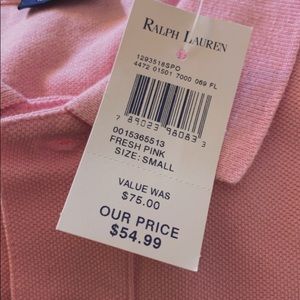 RALPH LAUREN
1293518SPO
4472 01501 7000 069 FL
7 89023 98083 3
0015365513
FRESH PINK
SIZE: SMALL
VALUE WAS
$75.00
OUR PRICE
$54.99